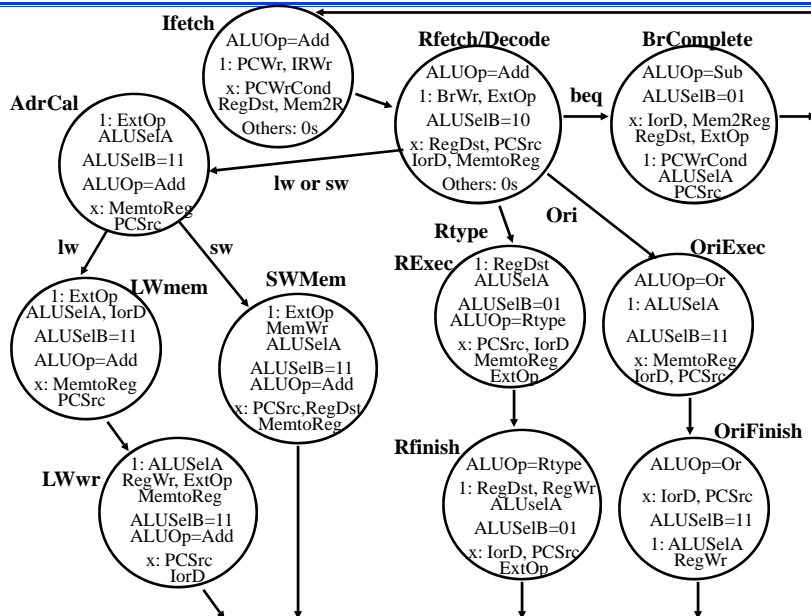 Ifetch
ALUOp=Add
1: PCWr, IRWr
x: PCWrCond
RegDst, Mem2R
Others: 0s
Rfetch/Decode
ALUOp=Add
1: BrWr, ExtOp
ALUSelB=10
x: RegDst, PCSrc
IorD, MemtoReg
Others: 0s
beq
BrComplete
ALUOp=Sub
ALUSelB=01
x: IorD, Mem2Reg
RegDst, ExtOp
1: PCWrCond
ALUSelA
PCSrc
AdrCal
1: ExtOp
ALUSelA
ALUSelB=11
ALUOp=Add
x: MemtoReg
PCSrc
lw or sw
Ori
Rtype
lw
sw
LWmem
1: ExtOp
ALUSelA, IorD
ALUSelB=11
ALUOp=Add
x: MemtoReg
PCSrc
SWMem
1: ExtOp
MemWr
ALUSelA
ALUSelB=11
ALUOp=Add
x: PCSrc,RegDst
MemtoReg
RExec
1: RegDst
ALUSelA
ALUSelB=01
ALUOp=Rtype
x: PCSrc, IorD
MemtoReg
ExtOp
OriExec
ALUOp=Or
1: ALUSelA
ALUSelB=11
x: MemtoReg
IorD, PCSrc
LWwr
1: ALUSelA
RegWr, ExtOp
MemtoReg
ALUSelB=11
ALUOp=Add
x: PCSrc
IorD
Rfinish
ALUOp=Rtype
1: RegDst, RegWr
ALUselA
ALUSelB=01
x: IorD, PCSrc
ExtOp
OriFinish
ALUOp=Or
x: IorD, PCSrc
ALUSelB=11
1: ALUSelA
RegWr